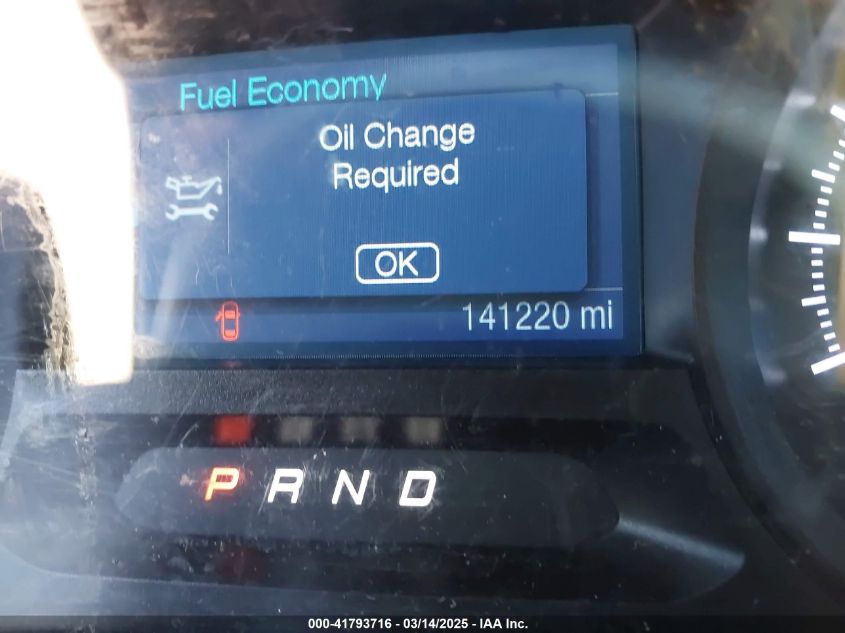 Fuel Economy
Oil Change
Required
OK
141220 mi
P R N D
000-41793716 - 03/14/2025 - IAA Inc.